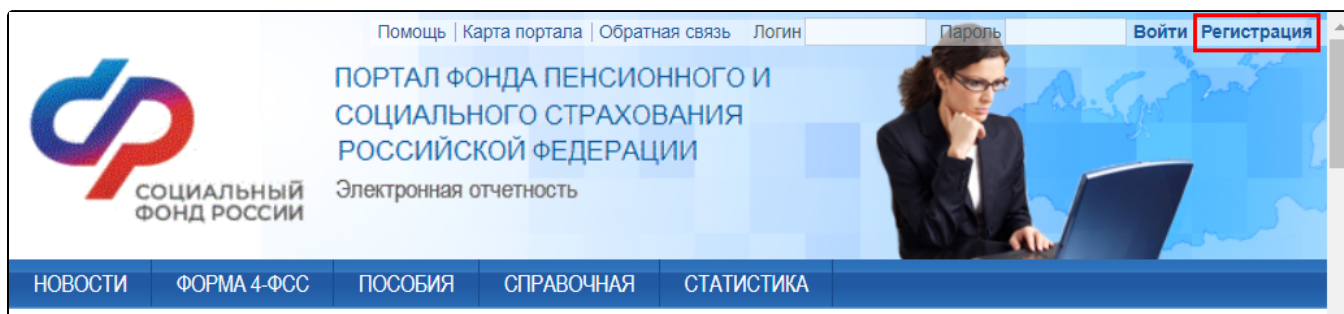 Помощь | Карта портала | Обратная связь Логин Пароль Войти Регистрация
ПОРТАЛ ФОНДА ПЕНСИОННОГО И
СОЦИАЛЬНОГО СТРАХОВАНИЯ
РОССИЙСКОЙ ФЕДЕРАЦИИ
Электронная отчетность
СОЦИАЛЬНЫЙ
ФОНД РОССИИ
НОВОСТИ ФОРМА 4-ФСС ПОСОБИЯ СПРАВОЧНАЯ СТАТИСТИКА